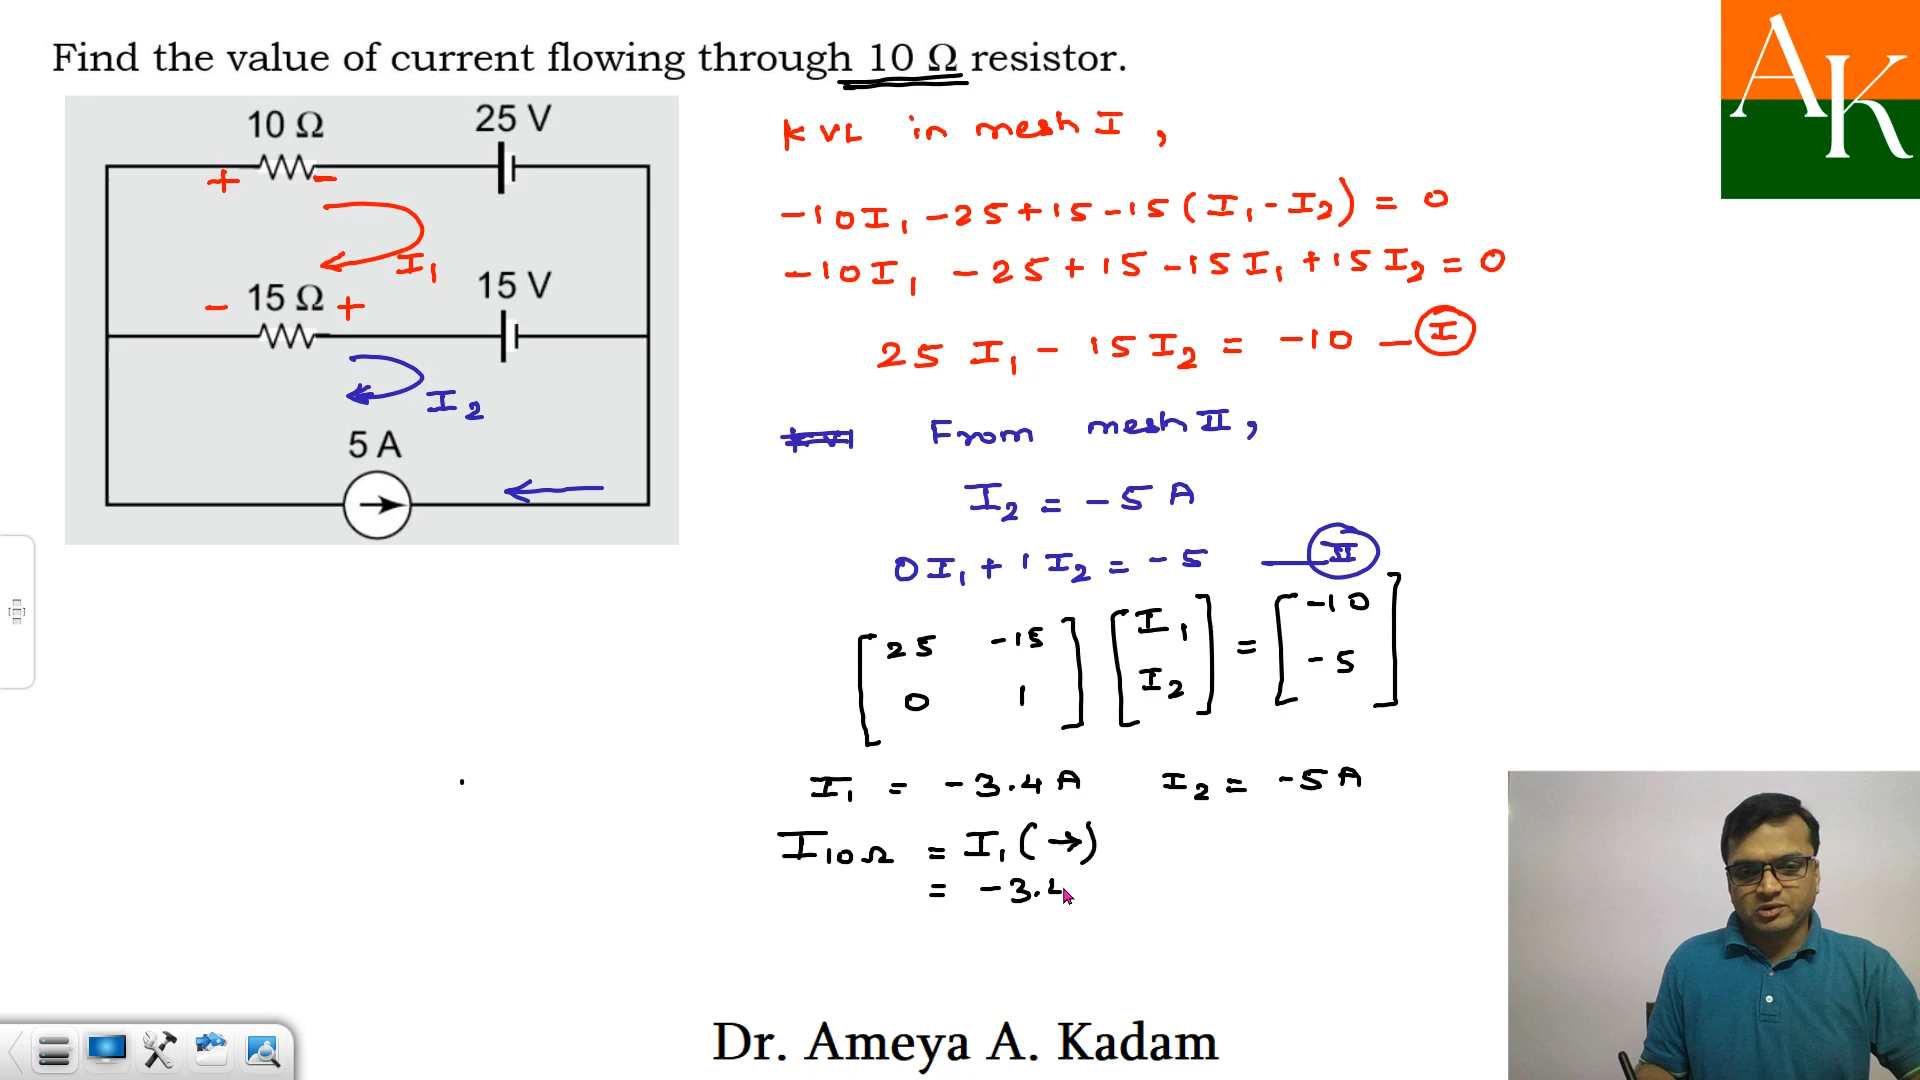 Find the value of current flowing through 10 Ω resistor.
AK
10 Ω
25 V
+ -
I₁
- 15 Ω +
15 V
I₂
5 A
KVL in mesh I,
-10I₁ -25+15-15(I₁-I₂) = 0
-10I₁ -25+15-15I₁+15I₂ = 0
25 I₁ - 15I₂ = -10 — I
From mesh II,
I₂ = -5 A
0I₁ + 1I₂ = -5 — II
[25 -15] [I₁] = [-10]
[0 1] [I₂] [-5]
I₁ = -3.4 A I₂ = -5 A
I₁₀Ω = I₁ (→)
= -3.4
Dr. Ameya A. Kadam